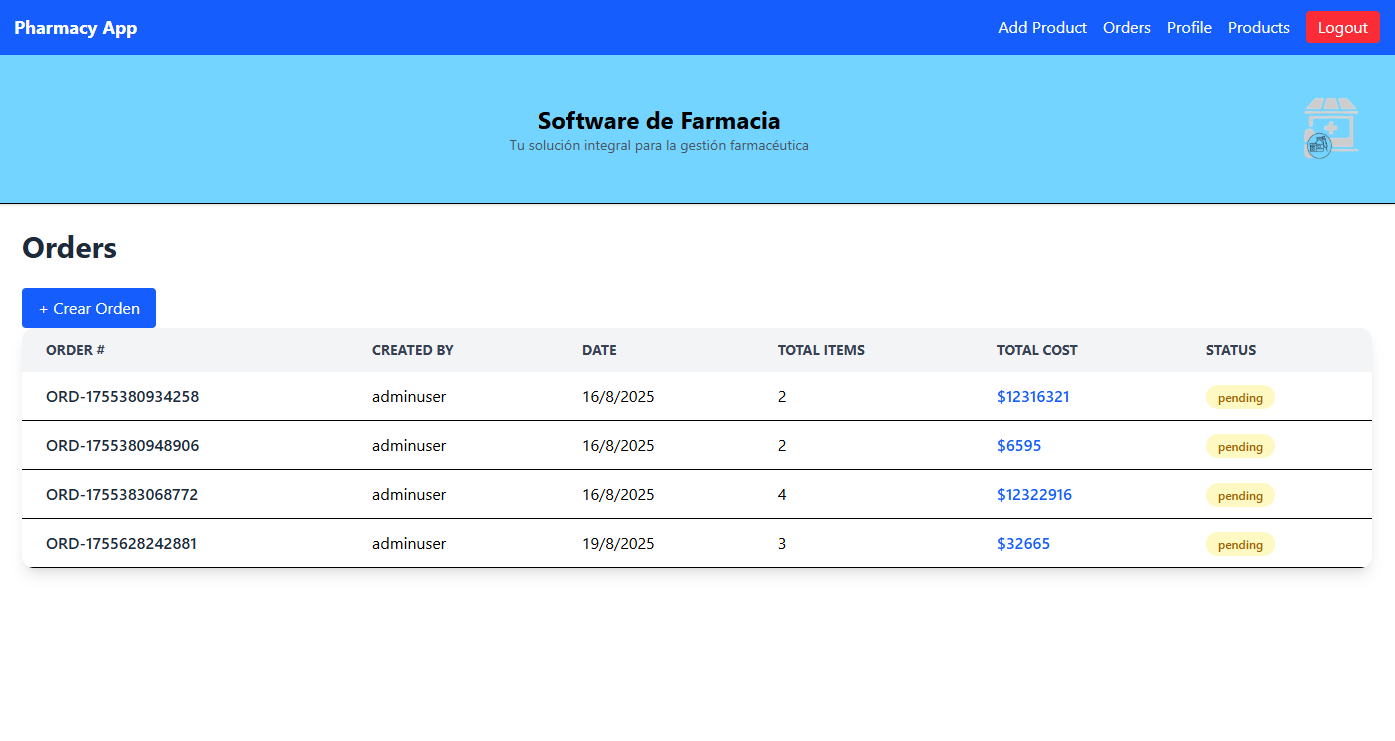 Pharmacy App Add Product Orders Profile Products Logout
Software de Farmacia
Tu solución integral para la gestión farmacéutica
Orders
+ Crear Orden
ORDER # CREATED BY DATE TOTAL ITEMS TOTAL COST STATUS
ORD-1755380934258 adminuser 16/8/2025 2 $12316321 pending
ORD-1755380948906 adminuser 16/8/2025 2 $6595 pending
ORD-1755383068772 adminuser 16/8/2025 4 $12322916 pending
ORD-1755628242881 adminuser 19/8/2025 3 $32665 pending